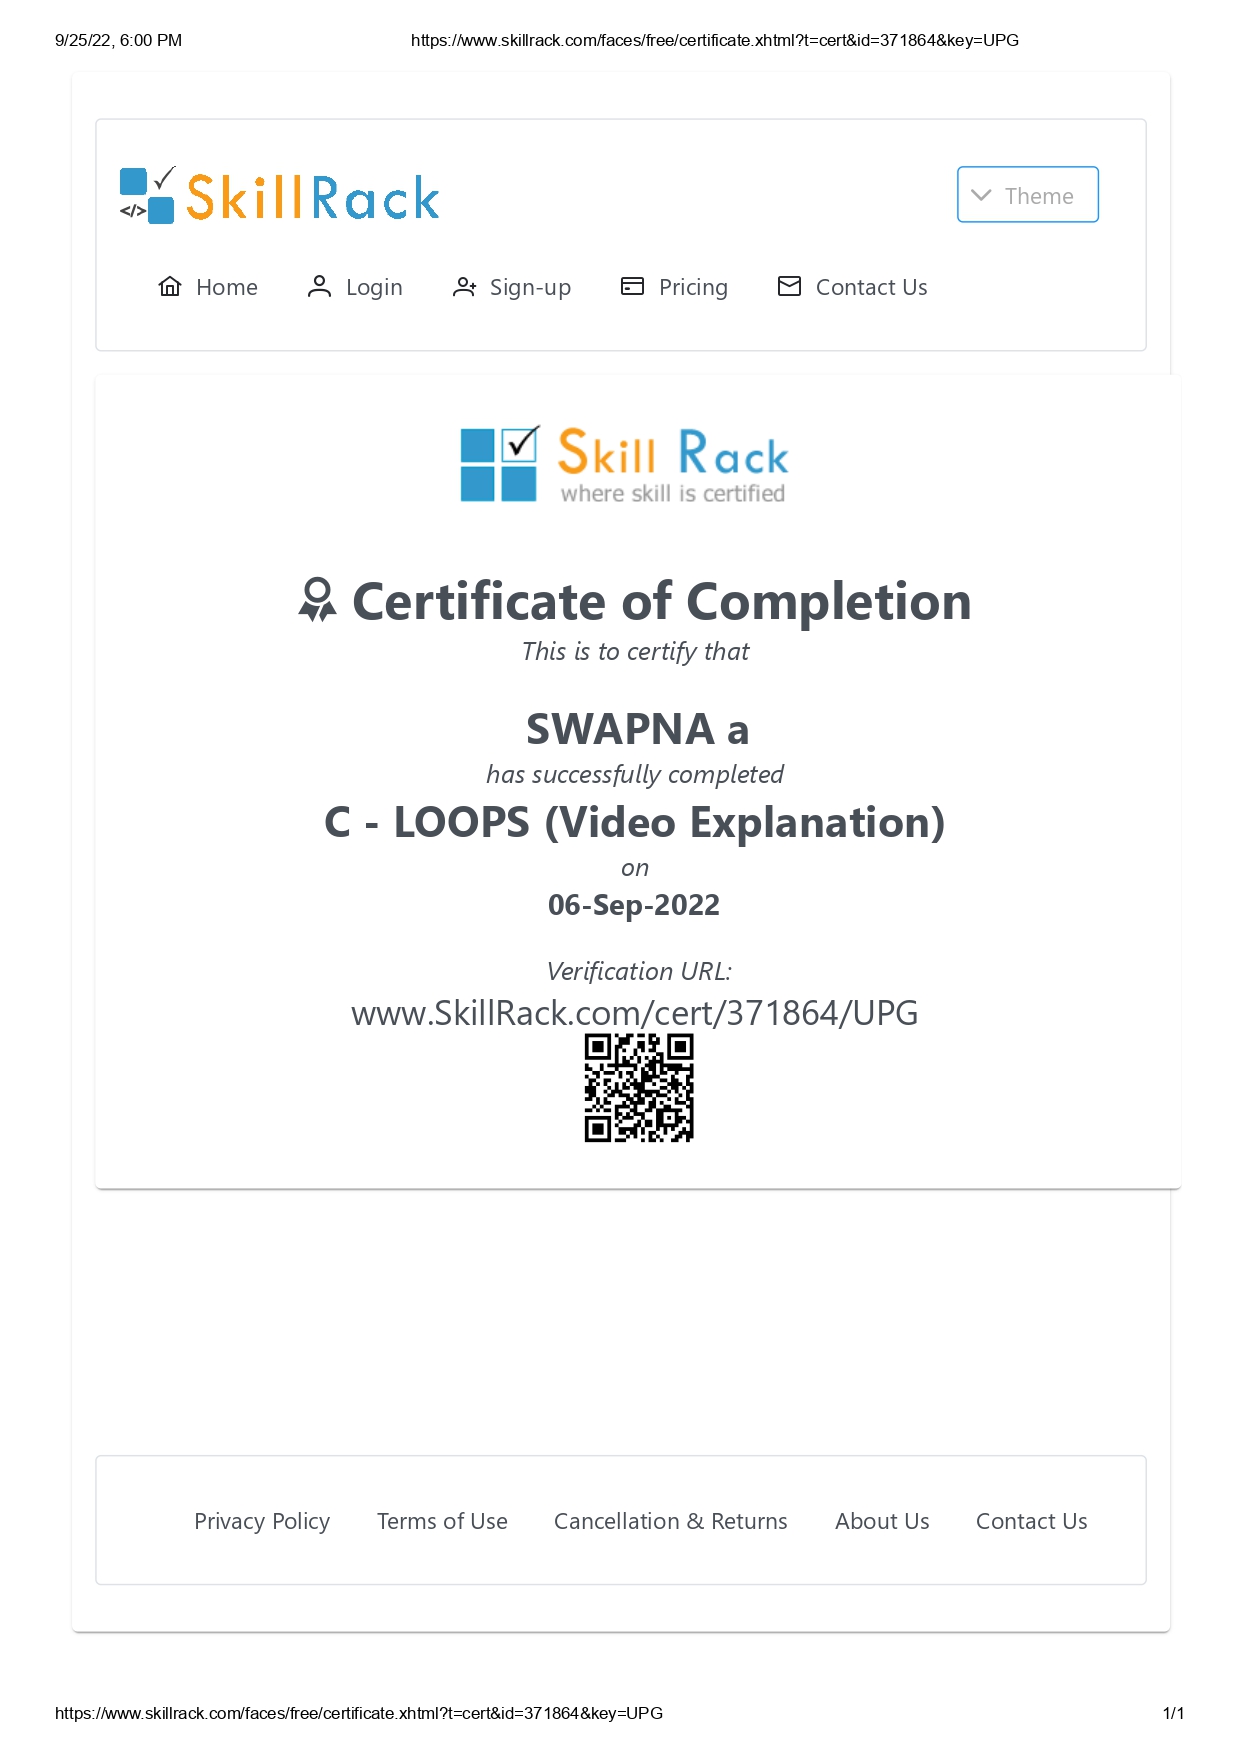 9/25/22, 6:00 PM https://www.skillrack.com/faces/free/certificate.xhtml?t=cert&id=371864&key=UPG
</> SkillRack
Theme
Home Login Sign-up Pricing Contact Us
Skill Rack
where skill is certified
Certificate of Completion
This is to certify that
SWAPNA a
has successfully completed
C - LOOPS (Video Explanation)
on
06-Sep-2022
Verification URL:
www.SkillRack.com/cert/371864/UPG
Privacy Policy Terms of Use Cancellation & Returns About Us Contact Us
https://www.skillrack.com/faces/free/certificate.xhtml?t=cert&id=371864&key=UPG 1/1